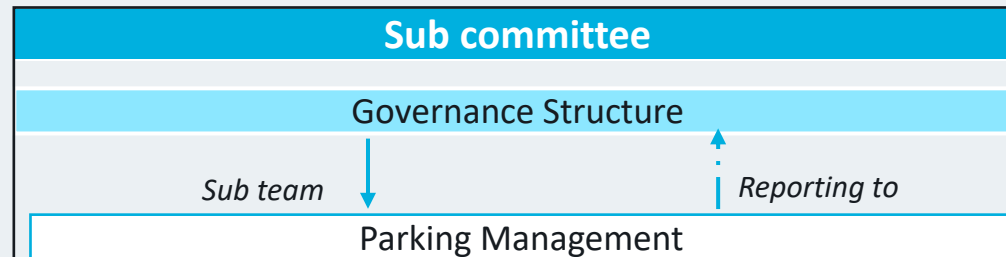 Sub committee
Governance Structure
Sub team
Reporting to
Parking Management